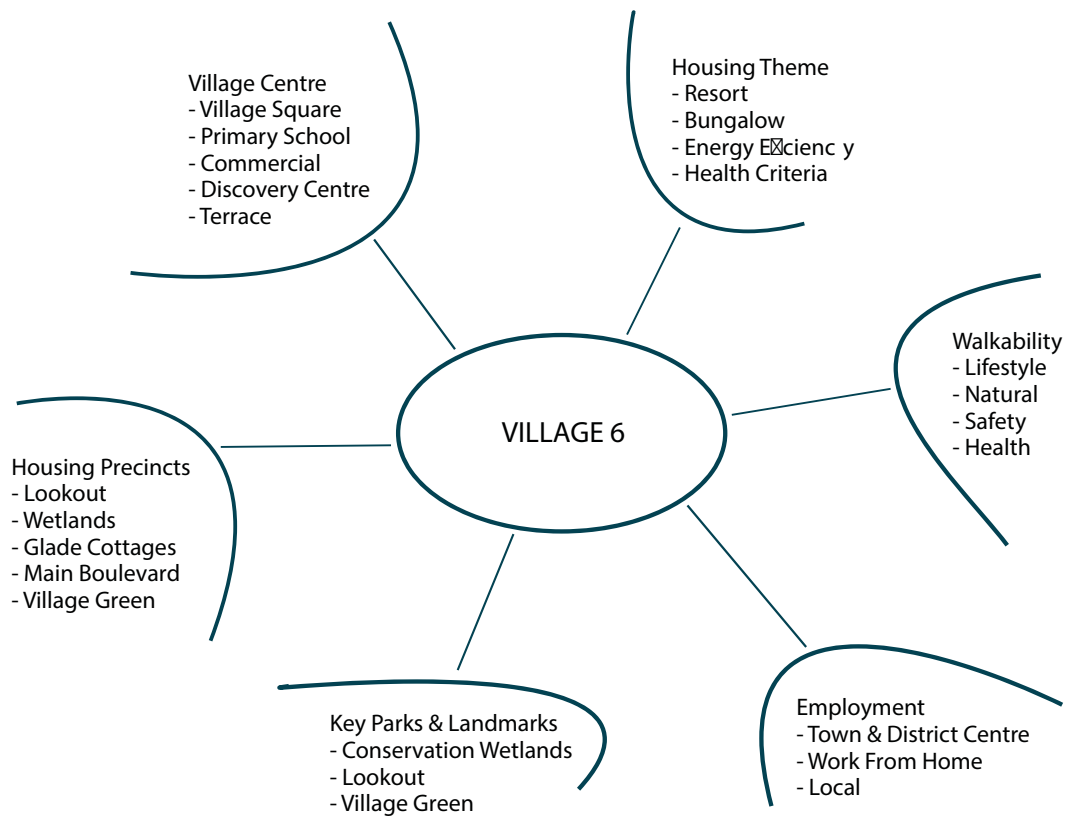 Village Centre
- Village Square
- Primary School
- Commercial
- Discovery Centre
- Terrace
Housing Theme
- Resort
- Bungalow
- Energy E☒cienc y
- Health Criteria
Walkability
- Lifestyle
- Natural
- Safety
- Health
VILLAGE 6
Housing Precincts
- Lookout
- Wetlands
- Glade Cottages
- Main Boulevard
- Village Green
Key Parks & Landmarks
- Conservation Wetlands
- Lookout
- Village Green
Employment
- Town & District Centre
- Work From Home
- Local